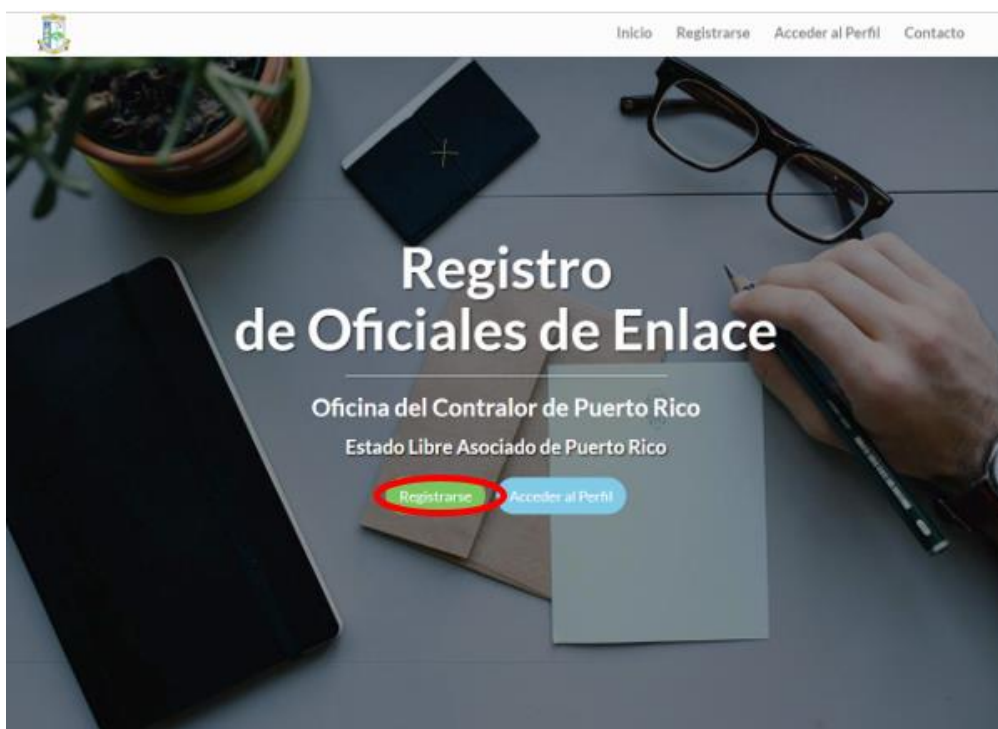 Inicio Registrarse Acceder al Perfil Contacto
Registro
de Oficiales de Enlace
Oficina del Contralor de Puerto Rico
Estado Libre Asociado de Puerto Rico
Registrarse Acceder al Perfil